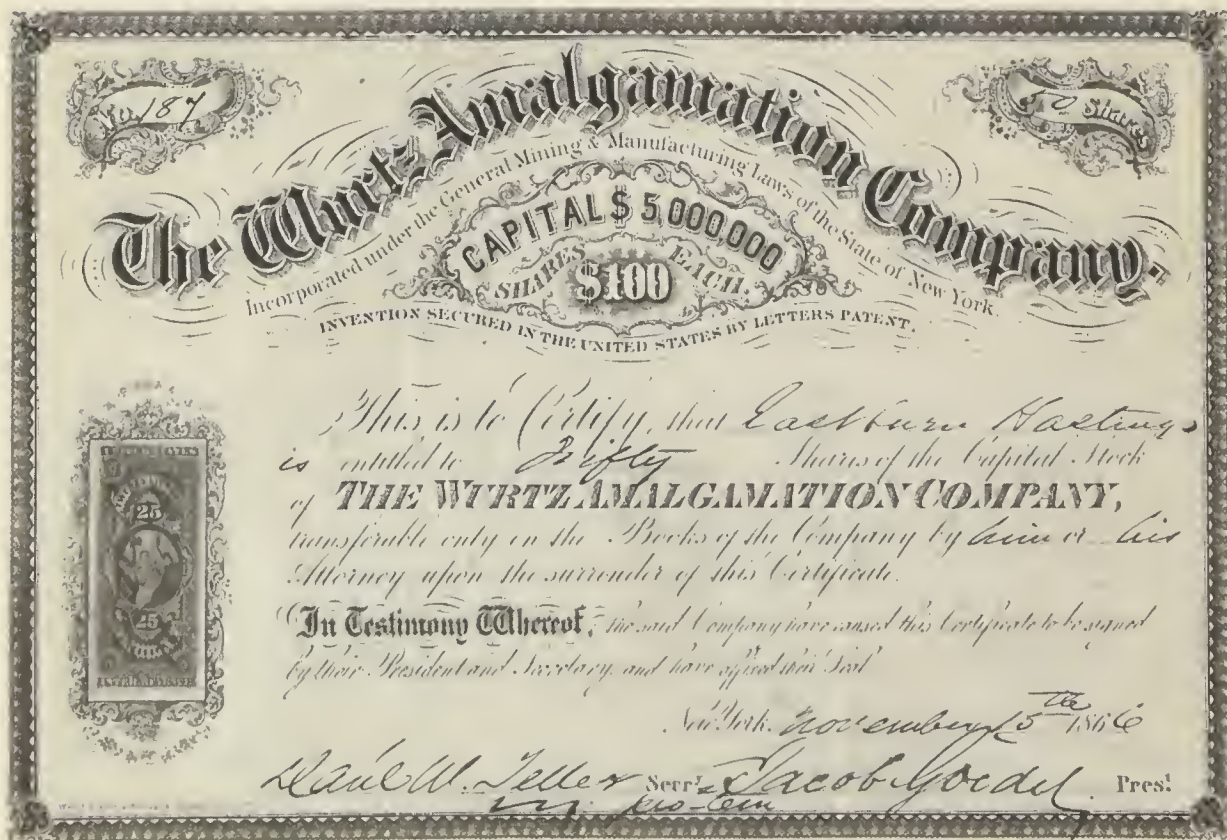 No. 187
50 Shares
The Wurtz Amalgamation Company.
Incorporated under the General Mining & Manufacturing Laws of the State of New York.
CAPITAL $5,000,000
SHARES $100 EACH.
INVENTION SECURED IN THE UNITED STATES BY LETTERS PATENT.
This is to Certify, that Eastburn Hastings
is entitled to Fifty Shares of the Capital Stock
of THE WURTZ AMALGAMATION COMPANY,
transferable only on the Books of the Company by him or his
Attorney upon the surrender of this Certificate.
In Testimony Whereof, the said Company have caused this Certificate to be signed
by their President and Secretary, and have affixed their Seal
New York, November 5th 1866
25
25
Secy. Jacob Pres.t
pro-tem